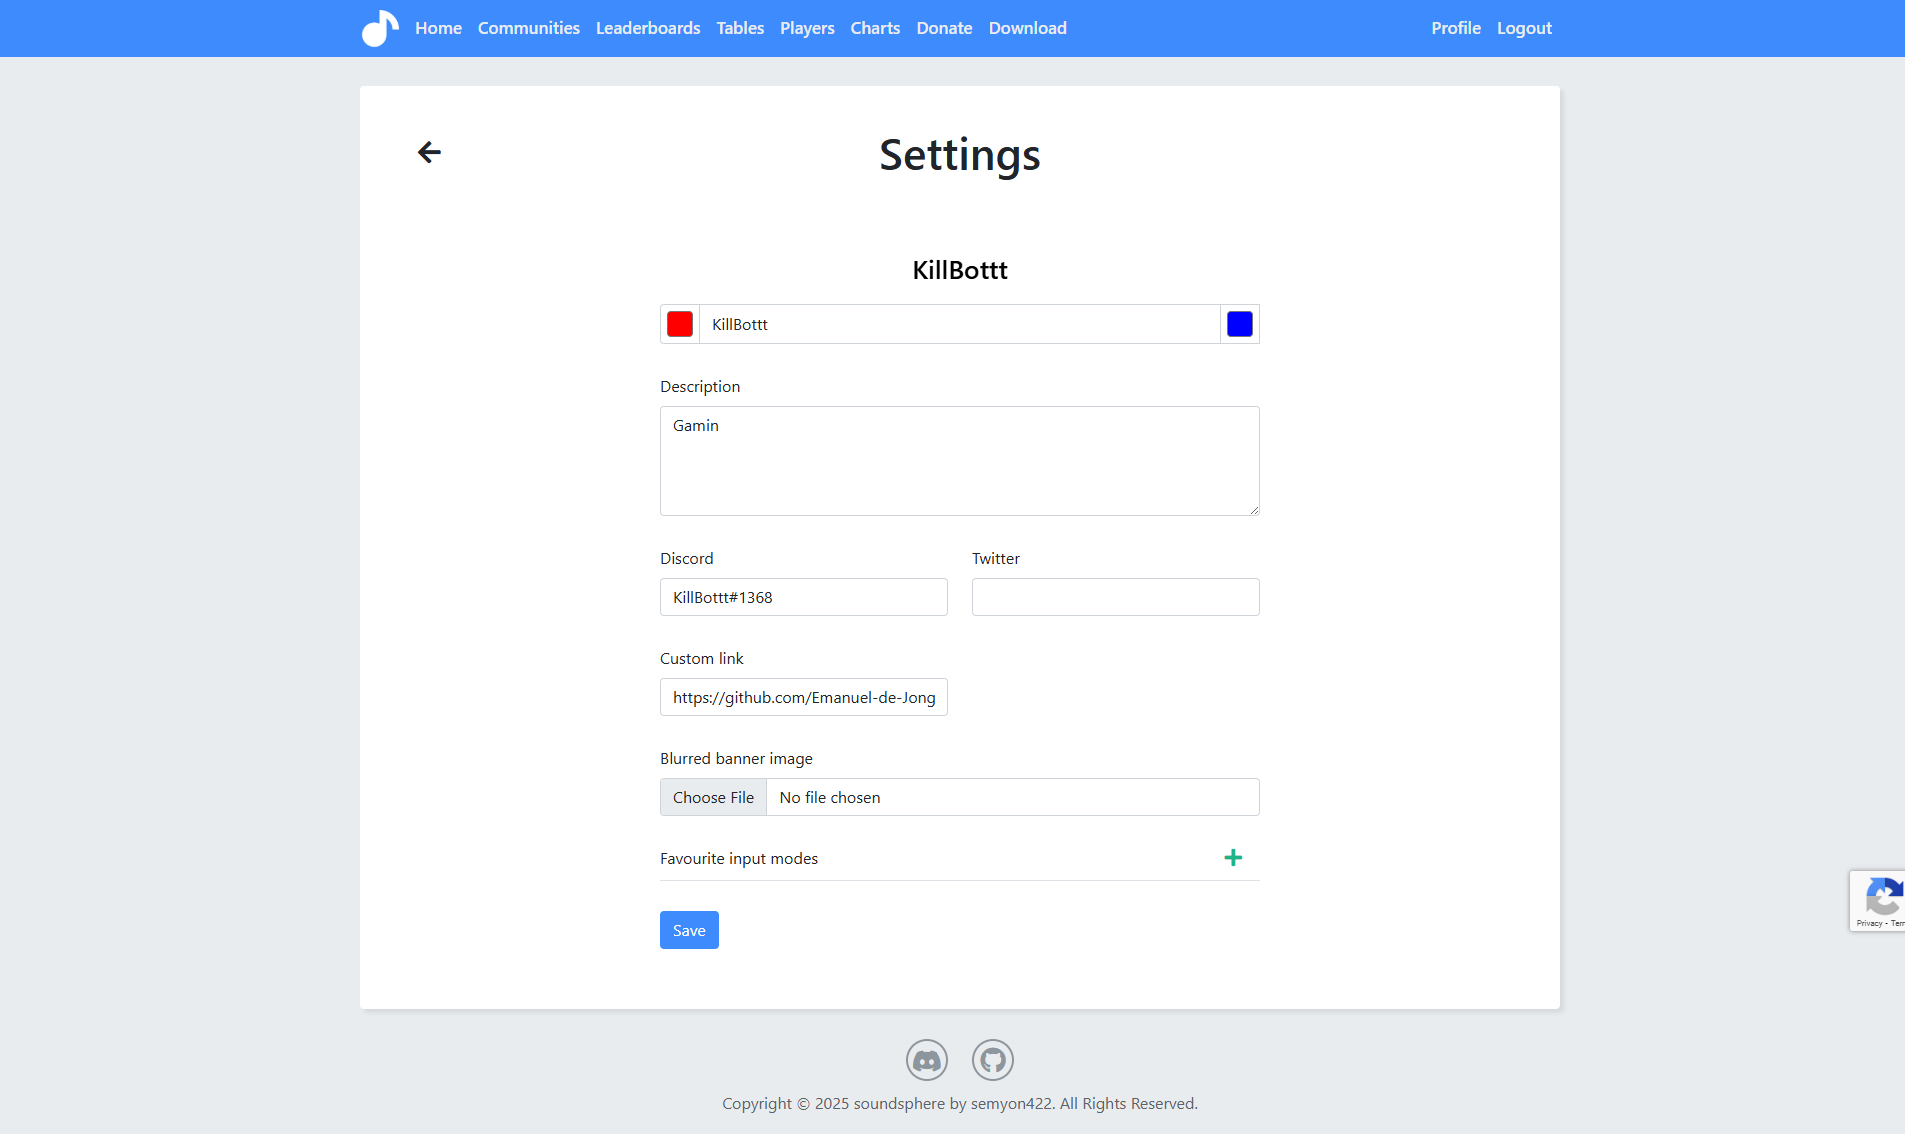 Home Communities Leaderboards Tables Players Charts Donate Download Profile Logout
Settings
KillBottt
KillBottt
Description
Gamin
Discord Twitter
KillBottt#1368
Custom link
https://github.com/Emanuel-de-Jong
Blurred banner image
Choose File No file chosen
Favourite input modes
Save
Privacy - Ter
Copyright © 2025 soundsphere by semyon422. All Rights Reserved.